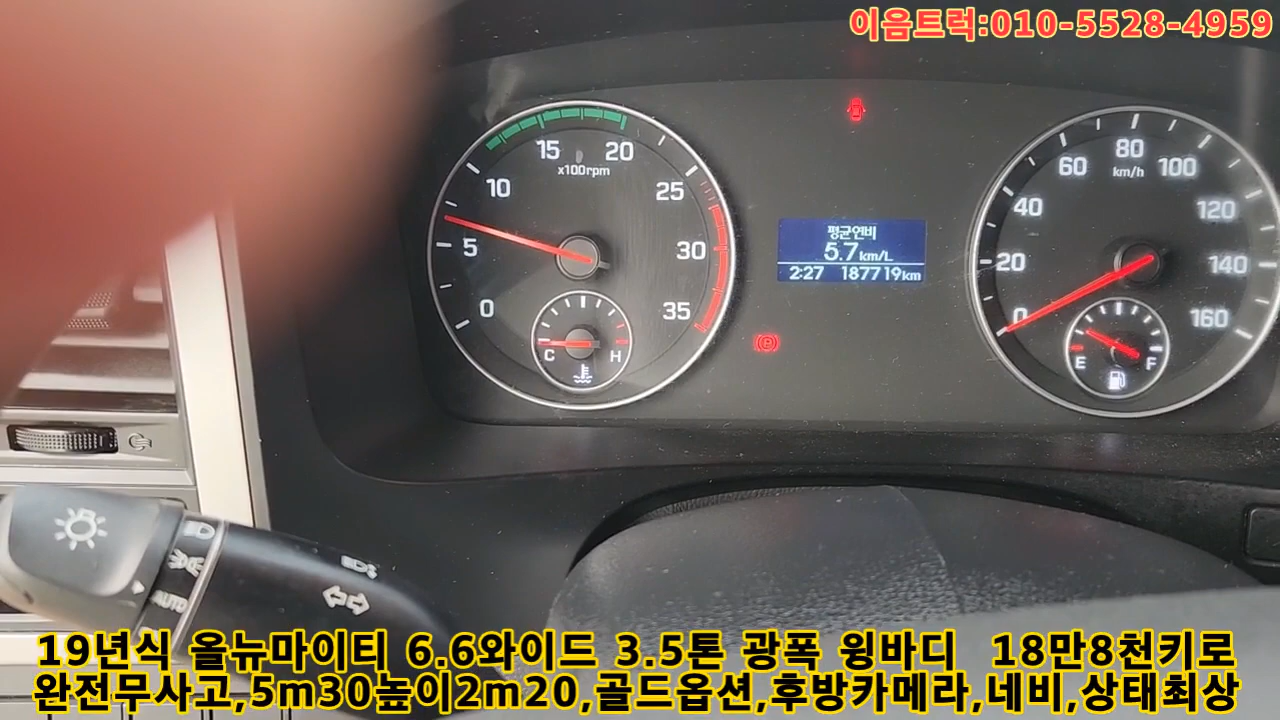 이음트럭:010-5528-4959
15 20
x100rpm
10 25
5 30
0 35
C H
평균연비
5.7km/L
2:27 187719km
80
60 100
km/h
40 120
20 140
0 160
E F
AUTO
19년식 올뉴마이티 6.6와이드 3.5톤 광폭 윙바디 18만8천키로
완전무사고,5m30높이2m20,골드옵션,후방카메라,네비,상태최상